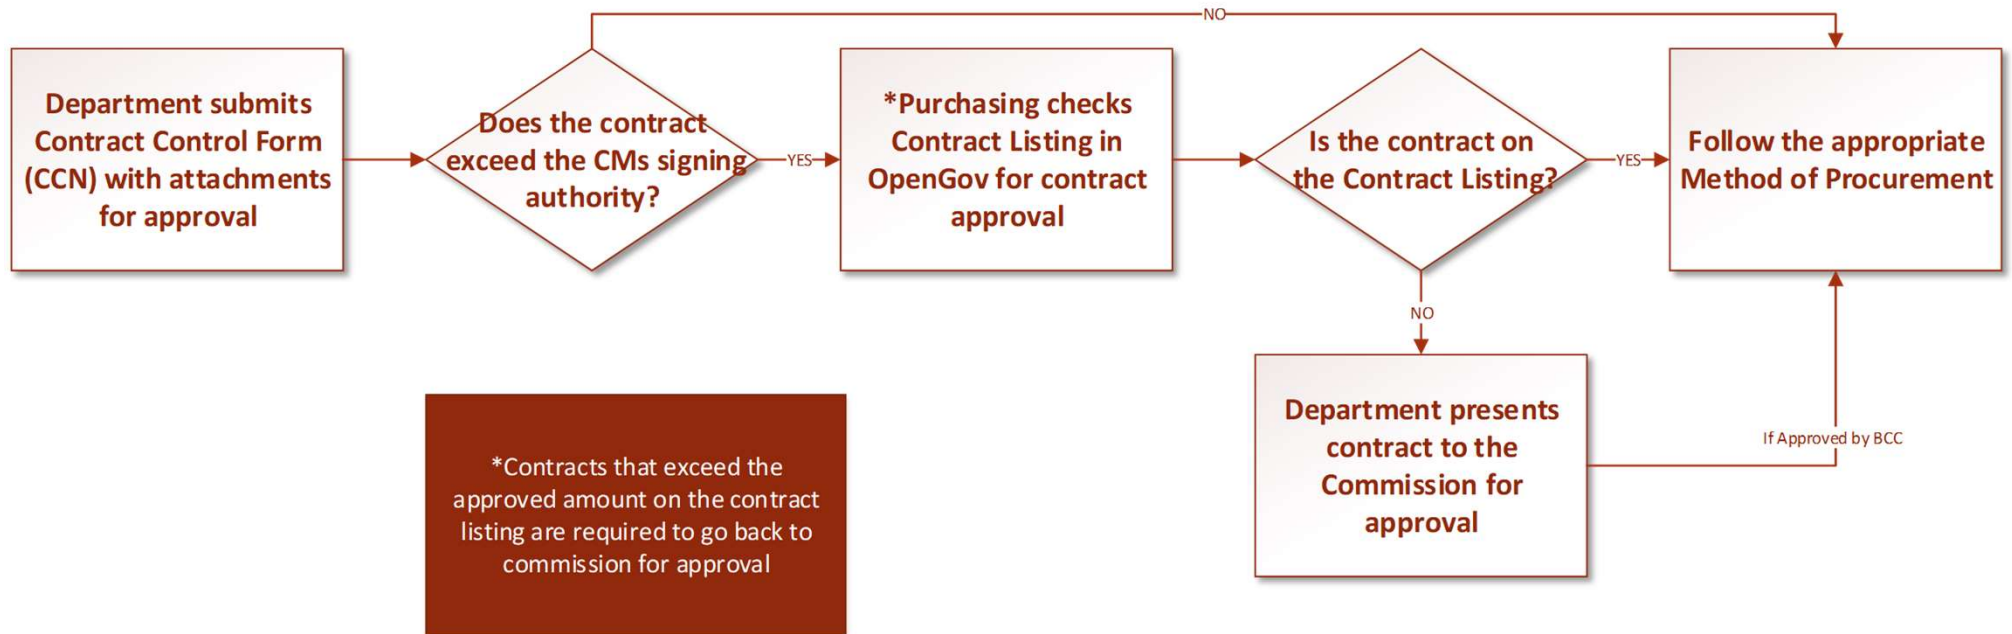 NO
Department submits
Contract Control Form
(CCN) with attachments
for approval
Does the contract
exceed the CMs signing
authority?
YES
*Purchasing checks
Contract Listing in
OpenGov for contract
approval
Is the contract on
the Contract Listing?
YES
Follow the appropriate
Method of Procurement
NO
Department presents
contract to the
Commission for
approval
If Approved by BCC
*Contracts that exceed the
approved amount on the contract
listing are required to go back to
commission for approval